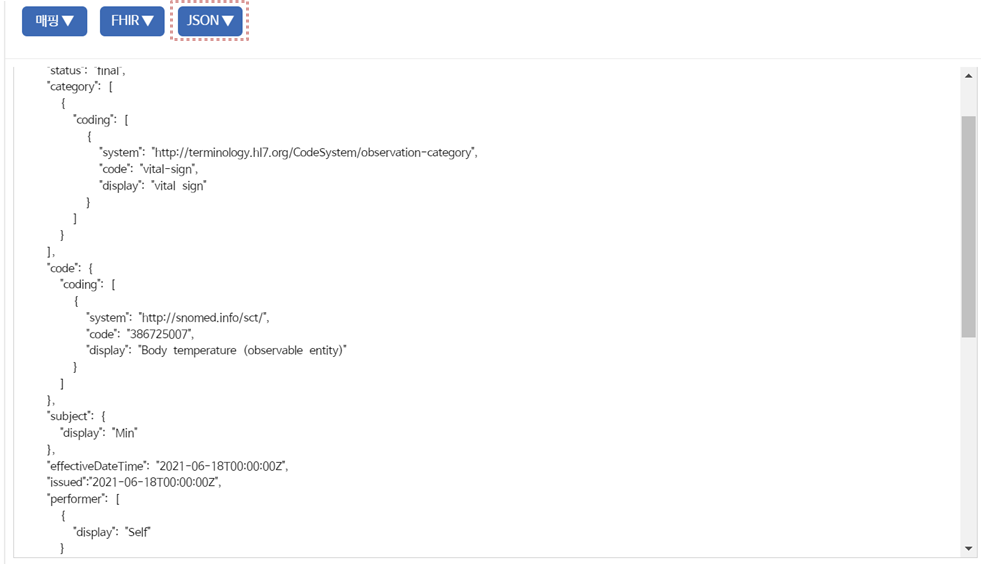 매핑▼ FHIR▼ JSON▼
"status": "final",
"category": [
{
"coding": [
{
"system": "http://terminology.hl7.org/CodeSystem/observation-category",
"code": "vital-sign",
"display": "vital sign"
}
]
}
],
"code": {
"coding": [
{
"system": "http://snomed.info/sct/",
"code": "386725007",
"display": "Body temperature (observable entity)"
}
]
},
"subject": {
"display": "Min"
},
"effectiveDateTime": "2021-06-18T00:00:00Z",
"issued":"2021-06-18T00:00:00Z",
"performer": [
{
"display": "Self"
}